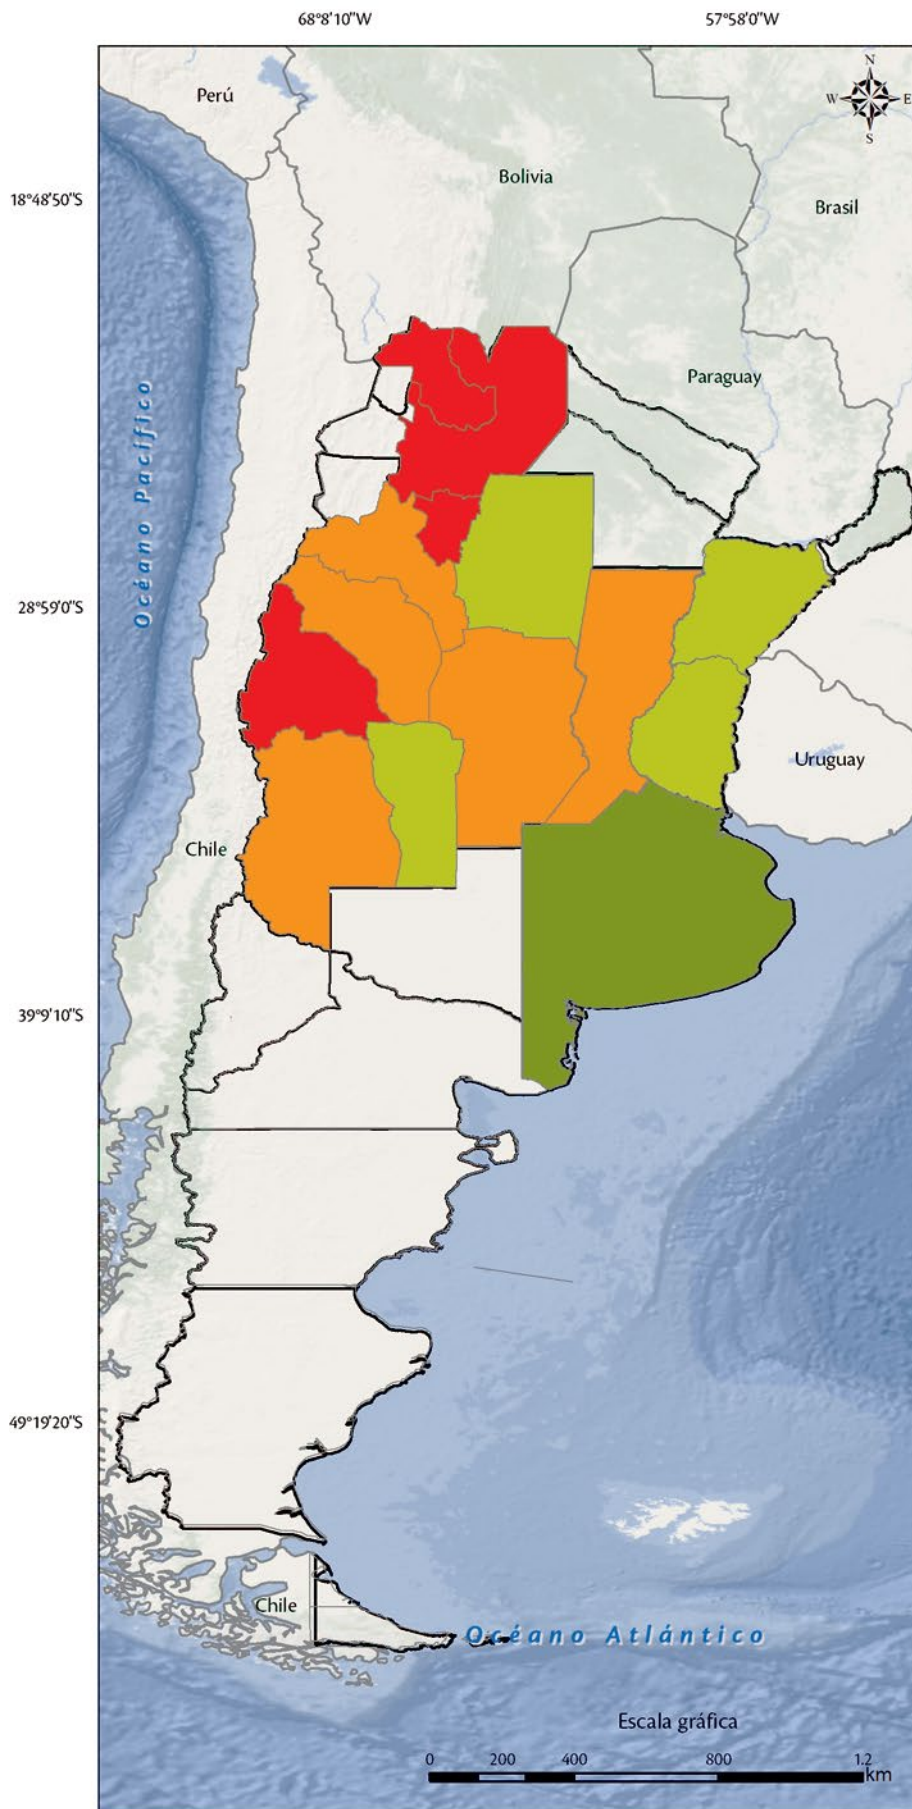 68°8'10"W
57°58'0"W
N
W
E
S
Perú
Bolivia
Brasil
18°48'50"S
Paraguay
Océano Pacífico
28°59'0"S
Uruguay
Chile
39°9'10"S
49°19'20"S
Chile
Océano Atlántico
Escala gráfica
0 200 400 800 1.2
km